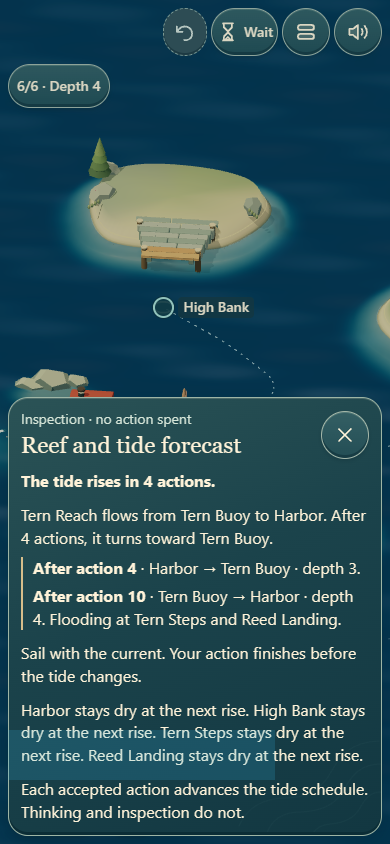 Wait
6/6 · Depth 4
High Bank
Inspection · no action spent
Reef and tide forecast
The tide rises in 4 actions.
Tern Reach flows from Tern Buoy to Harbor. After
4 actions, it turns toward Tern Buoy.
After action 4 · Harbor → Tern Buoy · depth 3.
After action 10 · Tern Buoy → Harbor · depth
4. Flooding at Tern Steps and Reed Landing.
Sail with the current. Your action finishes before
the tide changes.
Harbor stays dry at the next rise. High Bank stays
dry at the next rise. Tern Steps stays dry at the
next rise. Reed Landing stays dry at the next rise.
Each accepted action advances the tide schedule.
Thinking and inspection do not.